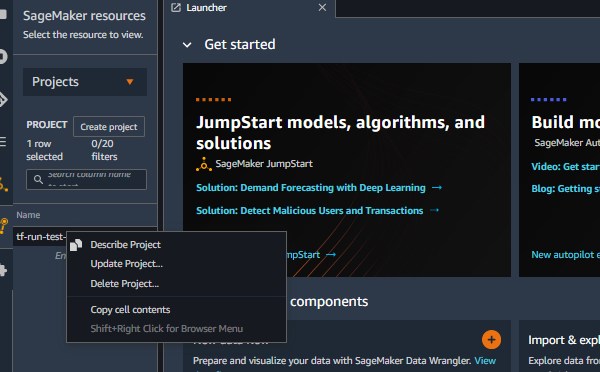 SageMaker resources
Select the resource to view.
Projects
PROJECT
Create project
1 row
selected
0/20
filters
Search column name
Name
tf-run-test-
Describe Project
Update Project...
Delete Project...
Copy cell contents
Shift+Right Click for Browser Menu
Launcher
Get started
JumpStart models, algorithms, and
solutions
SageMaker JumpStart
Solution: Demand Forecasting with Deep Learning →
Solution: Detect Malicious Users and Transactions →
mpStart →
components
New data flow
Prepare and visualize your data with SageMaker Data Wrangler. View
Build mo
SageMaker Aut
Video: Get star
Blog: Getting s
New autopilot e
Import & expl
Explore data fro